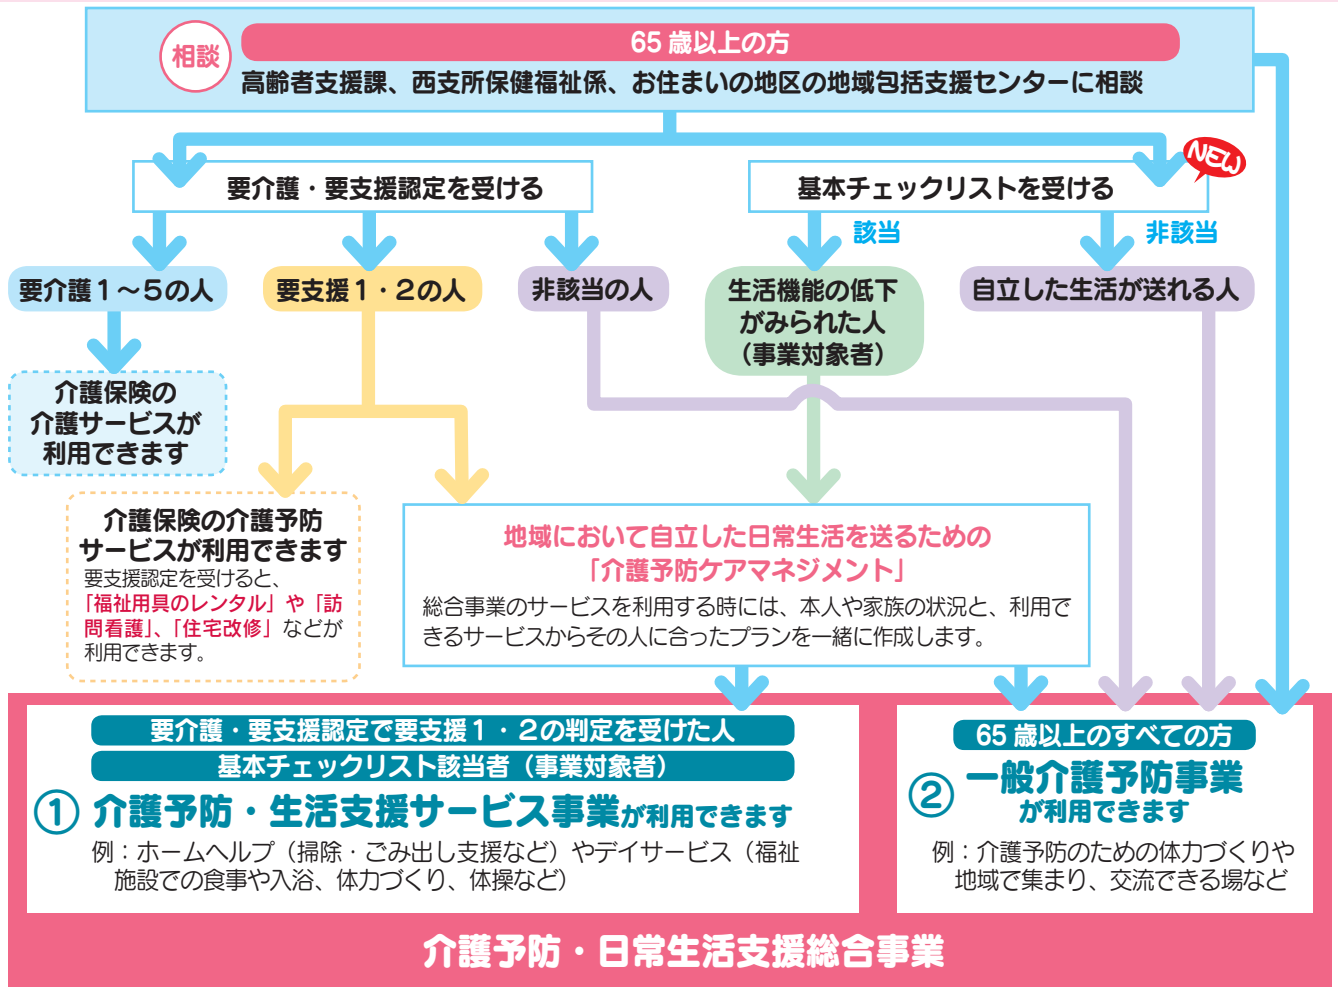 相談
65 歳以上の方
高齢者支援課、西支所保健福祉係、お住まいの地区の地域包括支援センターに相談
要介護・要支援認定を受ける
基本チェックリストを受ける
NEW
該当
非該当
要介護1～5の人
要支援1・2の人
非該当の人
生活機能の低下
がみられた人
（事業対象者）
自立した生活が送れる人
介護保険の
介護サービスが
利用できます
介護保険の介護予防
サービスが利用できます
要支援認定を受けると、
「福祉用具のレンタル」や「訪
問看護」、「住宅改修」などが
利用できます。
地域において自立した日常生活を送るための
「介護予防ケアマネジメント」
総合事業のサービスを利用する時には、本人や家族の状況と、利用で
きるサービスからその人に合ったプランを一緒に作成します。
要介護・要支援認定で要支援1・2の判定を受けた人
基本チェックリスト該当者（事業対象者）
① 介護予防・生活支援サービス事業が利用できます
例：ホームヘルプ（掃除・ごみ出し支援など）やデイサービス（福祉
施設での食事や入浴、体力づくり、体操など）
65 歳以上のすべての方
② 一般介護予防事業
が利用できます
例：介護予防のための体力づくりや
地域で集まり、交流できる場など
介護予防・日常生活支援総合事業